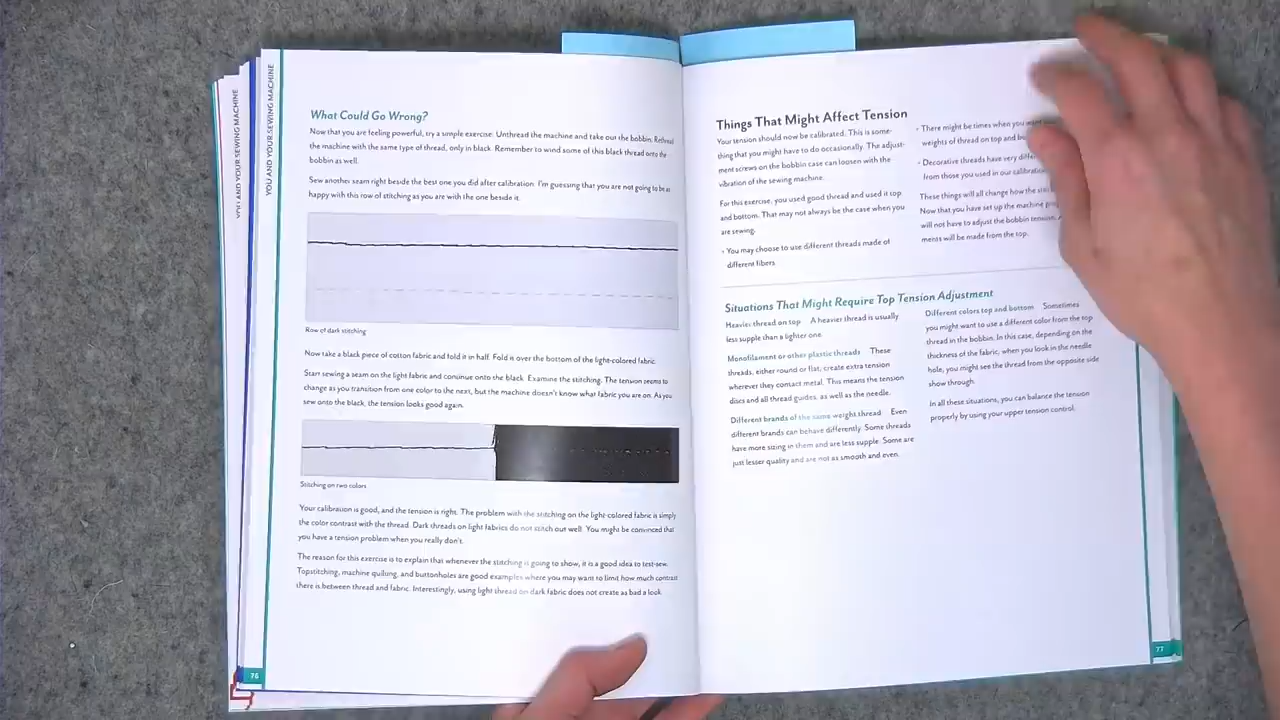 YOU AND YOUR SEWING MACHINE
YOU AND YOUR SEWING MACHINE
What Could Go Wrong?
Now that you are feeling powerful, try a simple exercise: Unthread the machine and take out the bobbin. Rethread
the machine with the same type of thread, only in black. Remember to wind some of this black thread onto the
bobbin as well.
Sew another seam right beside the best one you did after calibration. I'm guessing that you are not going to be as
happy with this row of stitching as you are with the one beside it.
Row of dark stitching
Now take a black piece of cotton fabric and fold it in half. Fold it over the bottom of the light-colored fabric.
Start sewing a seam on the light fabric and continue onto the black. Examine the stitching. The tension seems to
change as you transition from one color to the next, but the machine doesn't know what fabric you are on. As you
sew onto the black, the tension looks good again.
Stitching on two colors
Your calibration is good, and the tension is right. The problem with the stitching on the light-colored fabric is simply
the color contrast with the thread. Dark threads on light fabrics do not stitch out well. You might be convinced that
you have a tension problem when you really don't.
The reason for this exercise is to explain that whenever the stitching is going to show, it is a good idea to test-sew.
Topstitching, machine quilting, and buttonholes are good examples where you may want to limit how much contrast
there is between thread and fabric. Interestingly, using light thread on dark fabric does not create as bad a look.
76
Things That Might Affect Tension
Your tension should now be calibrated. This is some-
thing that you might have to do occasionally. The adjust-
ment screws on the bobbin case can loosen with the
vibration of the sewing machine.
For this exercise, you used good thread and used it top
and bottom. That may not always be the case when you
are sewing.
• You may choose to use different threads made of
different fibers.
• There might be times when you want
weights of thread on top and
• Decorative threads have very
from those you used in our
These things will all change how the
Now that you have set up the machine
will not have to adjust the bobbin tension.
ments will be made from the top.
Situations That Might Require Top Tension Adjustment
Heavier thread on top A heavier thread is usually
less supple than a lighter one.
Monofilament or other plastic threads These
threads, either round or flat, create extra tension
wherever they contact metal. This means the tension
discs and all thread guides, as well as the needle.
Different brands of the same weight thread Even
different brands can behave differently. Some threads
have more sizing in them and are less supple. Some are
just lesser quality and are not as smooth and even.
Different colors top and bottom Sometimes
you might want to use a different color from the top
thread in the bobbin. In this case, depending on the
thickness of the fabric, when you look in the needle
hole, you might see the thread from the opposite side
show through.
In all these situations, you can balance the tension
properly by using your upper tension control.
77